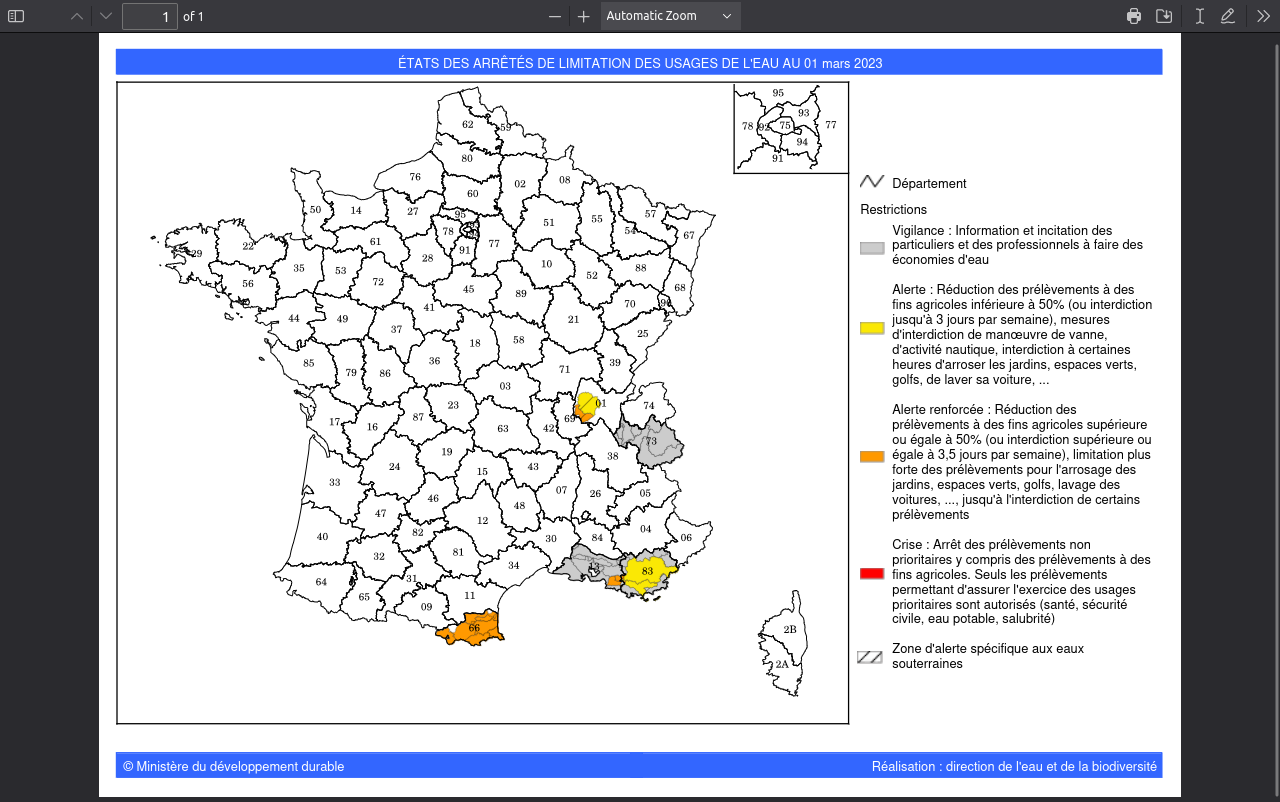 1 of 1
Automatic Zoom
ÉTATS DES ARRÊTÉS DE LIMITATION DES USAGES DE L'EAU AU 01 mars 2023
95
93
78 92 75 77
94
91
62 59
80
76 02 08
60
50 14 27 95 51 55 57
78 54 67
22 61 91 77
29 35 53 28 10 88
56 72 45 89 52 68
44 49 41 70 90
37 21 25
18 58
85 79 86 36 71 39
03
23 01 74
17 16 87 63 42 69
73
19 38
24 15 43
33 07 26 05
46 48
47 12
40 82 30 84 04 06
32 81
31 34 13 83
64 65 09 11
66
2B
2A
Département
Restrictions
Vigilance : Information et incitation des
particuliers et des professionnels à faire des
économies d'eau
Alerte : Réduction des prélèvements à des
fins agricoles inférieure à 50% (ou interdiction
jusqu'à 3 jours par semaine), mesures
d'interdiction de manœuvre de vanne,
d'activité nautique, interdiction à certaines
heures d'arroser les jardins, espaces verts,
golfs, de laver sa voiture, ...
Alerte renforcée : Réduction des
prélèvements à des fins agricoles supérieure
ou égale à 50% (ou interdiction supérieure ou
égale à 3,5 jours par semaine), limitation plus
forte des prélèvements pour l'arrosage des
jardins, espaces verts, golfs, lavage des
voitures, ..., jusqu'à l'interdiction de certains
prélèvements
Crise : Arrêt des prélèvements non
prioritaires y compris des prélèvements à des
fins agricoles. Seuls les prélèvements
permettant d'assurer l'exercice des usages
prioritaires sont autorisés (santé, sécurité
civile, eau potable, salubrité)
Zone d'alerte spécifique aux eaux
souterraines
© Ministère du développement durable
Réalisation : direction de l'eau et de la biodiversité